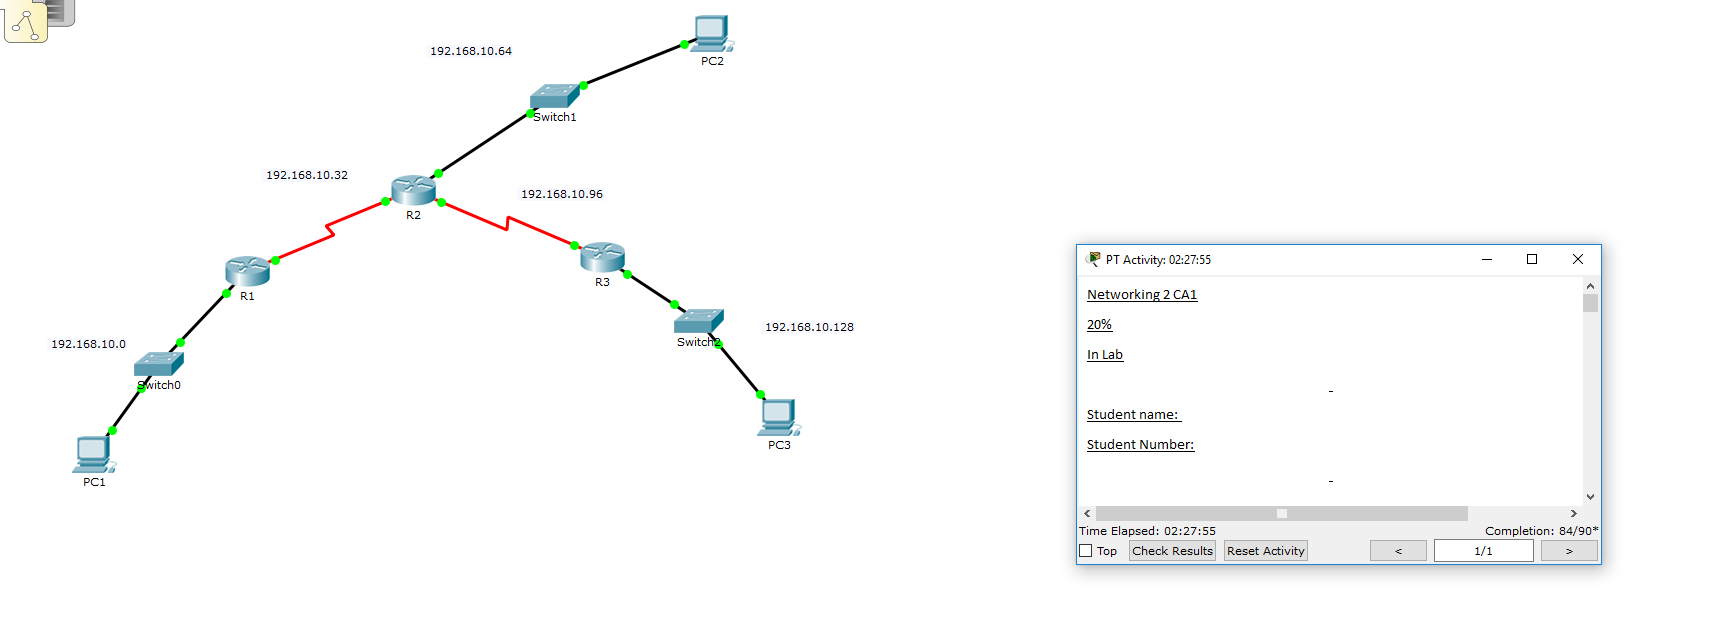 192.168.10.64
PC2
Switch1
192.168.10.32
192.168.10.96
R2
R1
R3
192.168.10.0
Switch0
Switch2
192.168.10.128
PC1
PC3
PT Activity: 02:27:55
Networking 2 CA1
20%
In Lab
-
Student name:
Student Number:
-
Time Elapsed: 02:27:55
Completion: 84/90*
Top
Check Results
Reset Activity
<
1/1
>